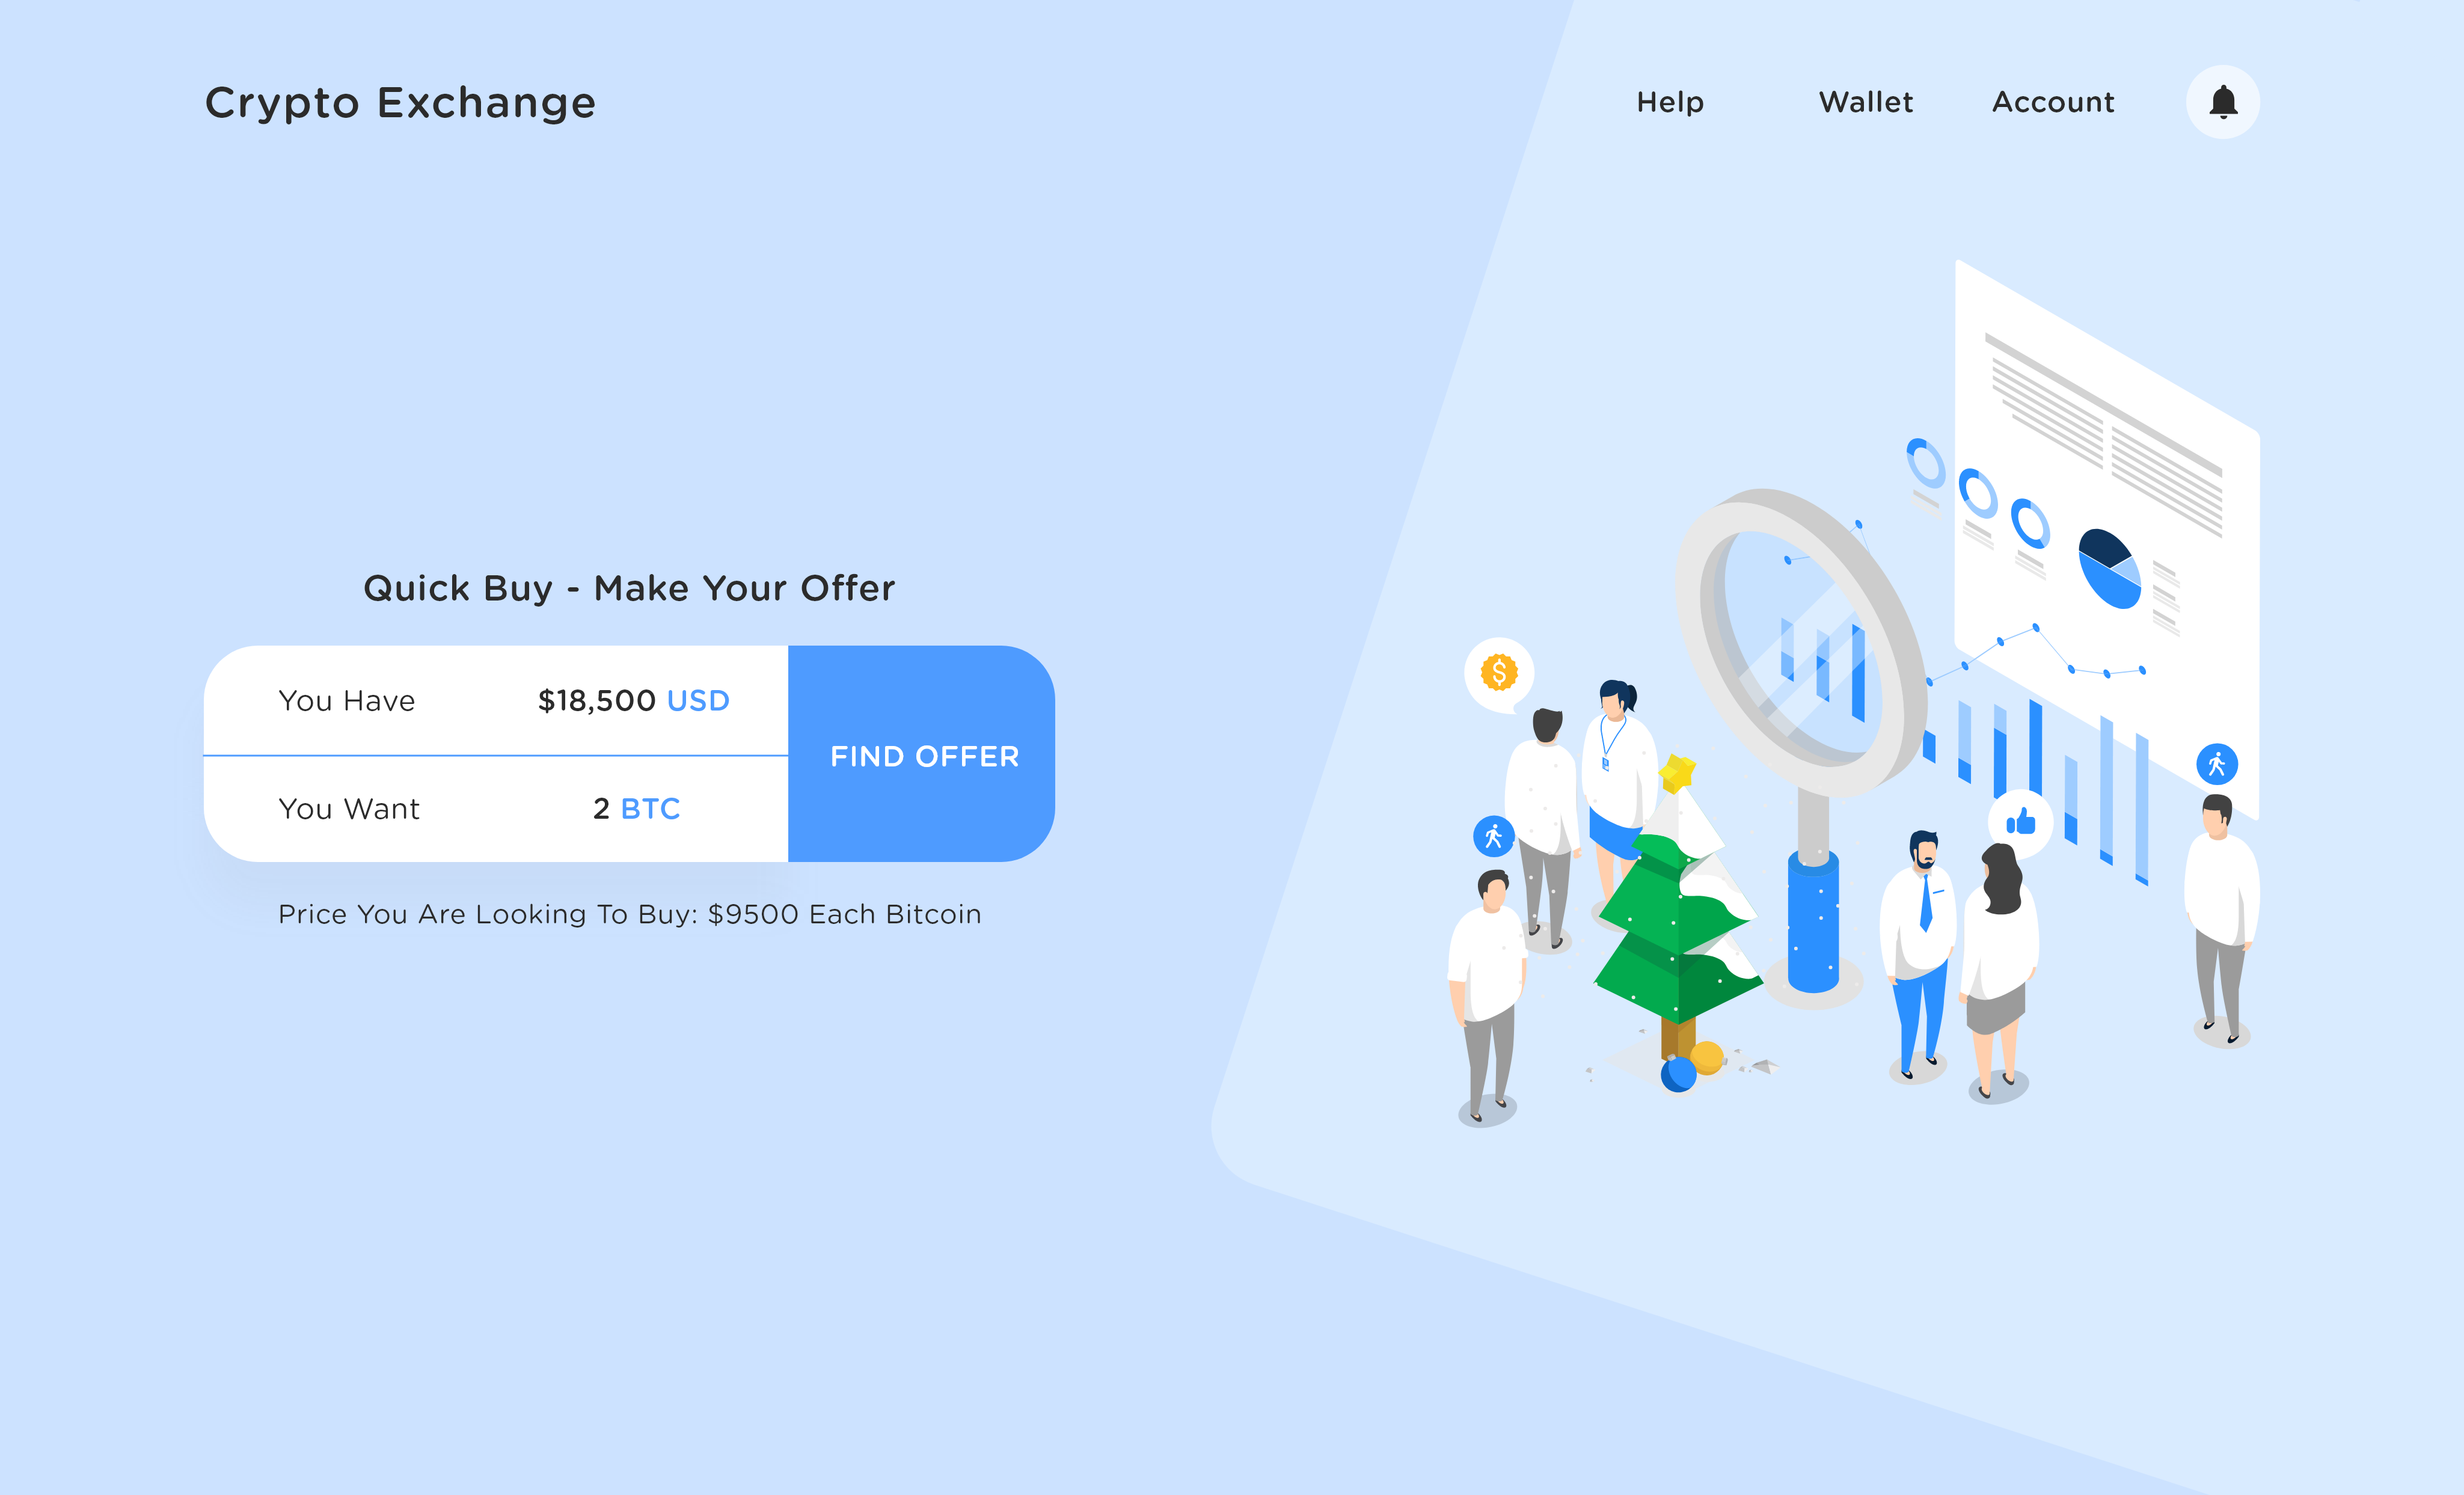 Crypto Exchange
Help
Wallet
Account
Quick Buy - Make Your Offer
You Have
$18,500 USD
FIND OFFER
You Want
2 BTC
Price You Are Looking To Buy: $9500 Each Bitcoin
$